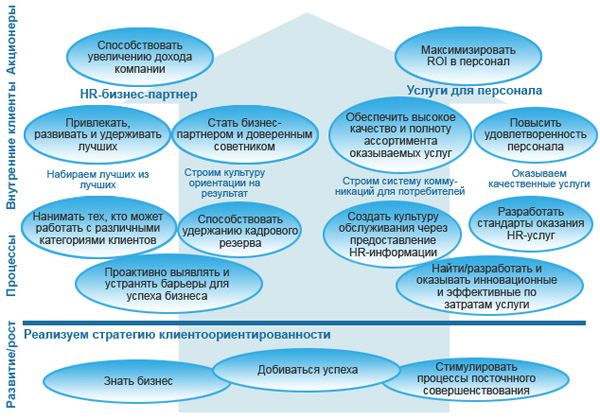 Акционеры
Способствовать
увеличению дохода
компании
Максимизировать
ROI в персонал
HR-бизнес-партнер
Услуги для персонала
Внутренние клиенты
Привлекать,
развивать и удерживать
лучших
Стать бизнес-
партнером и доверенным
советником
Обеспечить высокое
качество и полноту
ассортимента
оказываемых услуг
Повысить
удовлетворенность
персонала
Набираем лучших из
лучших
Строим культуру
ориентации на
результат
Строим систему комму-
никаций для потребителей
Оказываем
качественные услуги
Процессы
Нанимать тех, кто может
работать с различными
категориями клиентов
Способствовать
удержанию кадрового
резерва
Создать культуру
обслуживания через
предоставление
HR-информации
Разработать
стандарты оказания
HR-услуг
Проактивно выявлять и
устранять барьеры для
успеха бизнеса
Найти/разработать и
оказывать инновационные
и эффективные по
затратам услуги
Развитие/рост
Реализуем стратегию клиентоориентированности
Знать бизнес
Добиваться успеха
Стимулировать
процессы посточнного
совершенствования